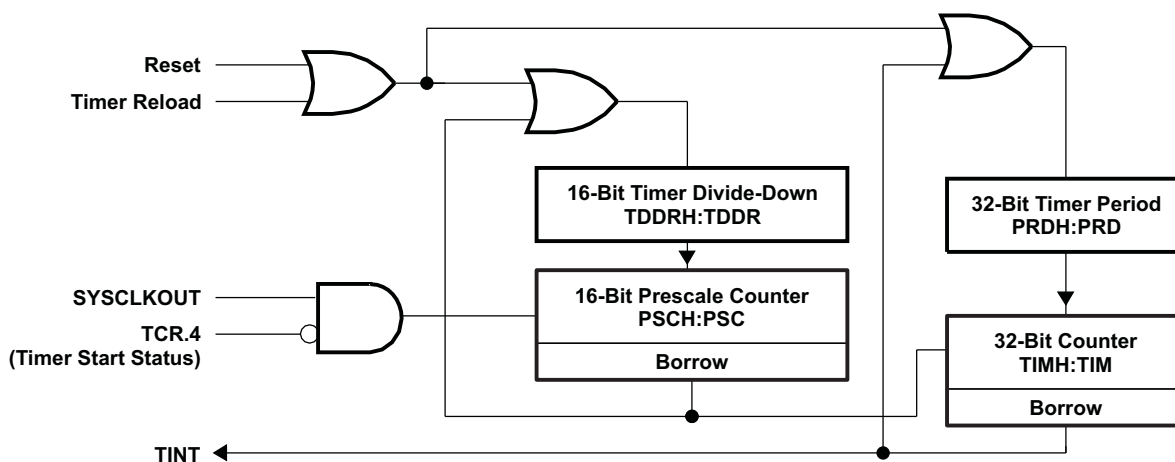 Reset
Timer Reload
16-Bit Timer Divide-Down
TDDRH:TDDR
32-Bit Timer Period
PRDH:PRD
SYSCLKOUT
TCR.4
(Timer Start Status)
16-Bit Prescale Counter
PSCH:PSC
Borrow
32-Bit Counter
TIMH:TIM
Borrow
TINT